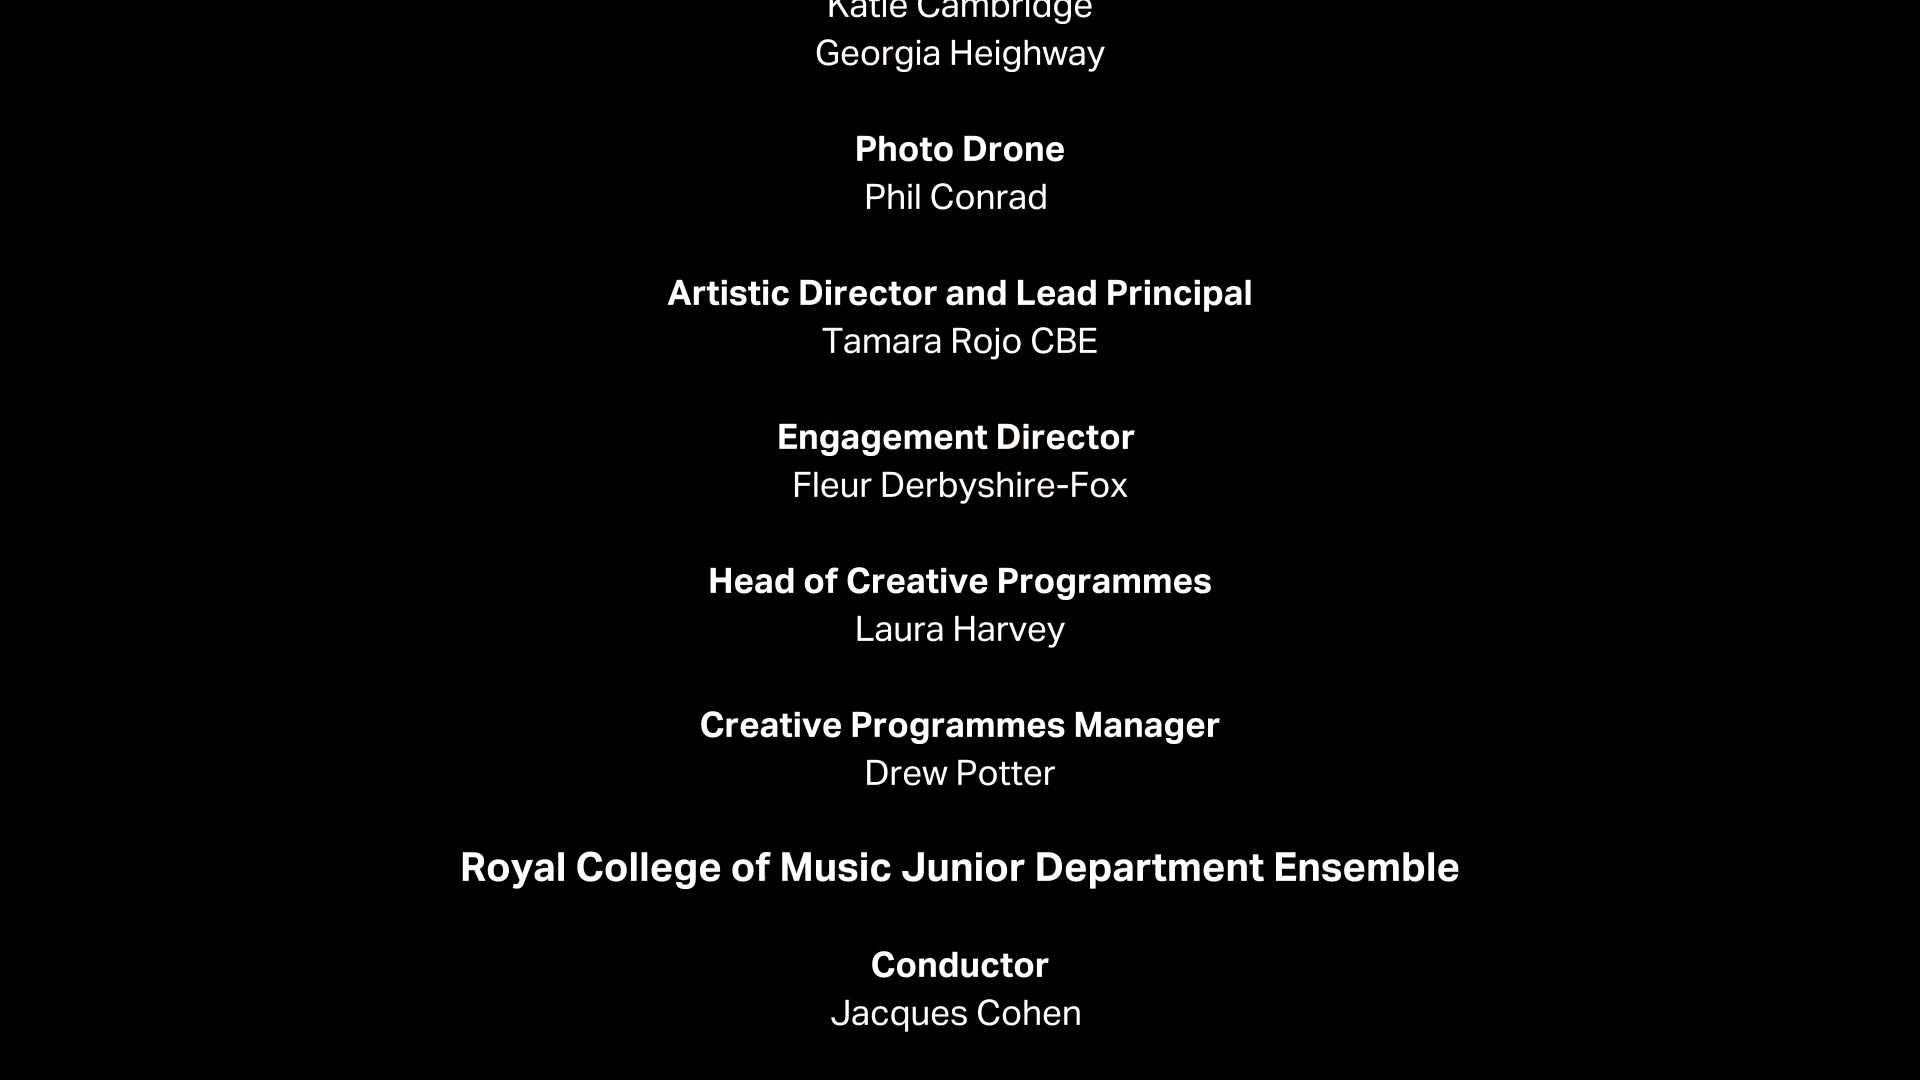 Katie Cambridge
Georgia Heighway
Photo Drone
Phil Conrad
Artistic Director and Lead Principal
Tamara Rojo CBE
Engagement Director
Fleur Derbyshire-Fox
Head of Creative Programmes
Laura Harvey
Creative Programmes Manager
Drew Potter
Royal College of Music Junior Department Ensemble
Conductor
Jacques Cohen